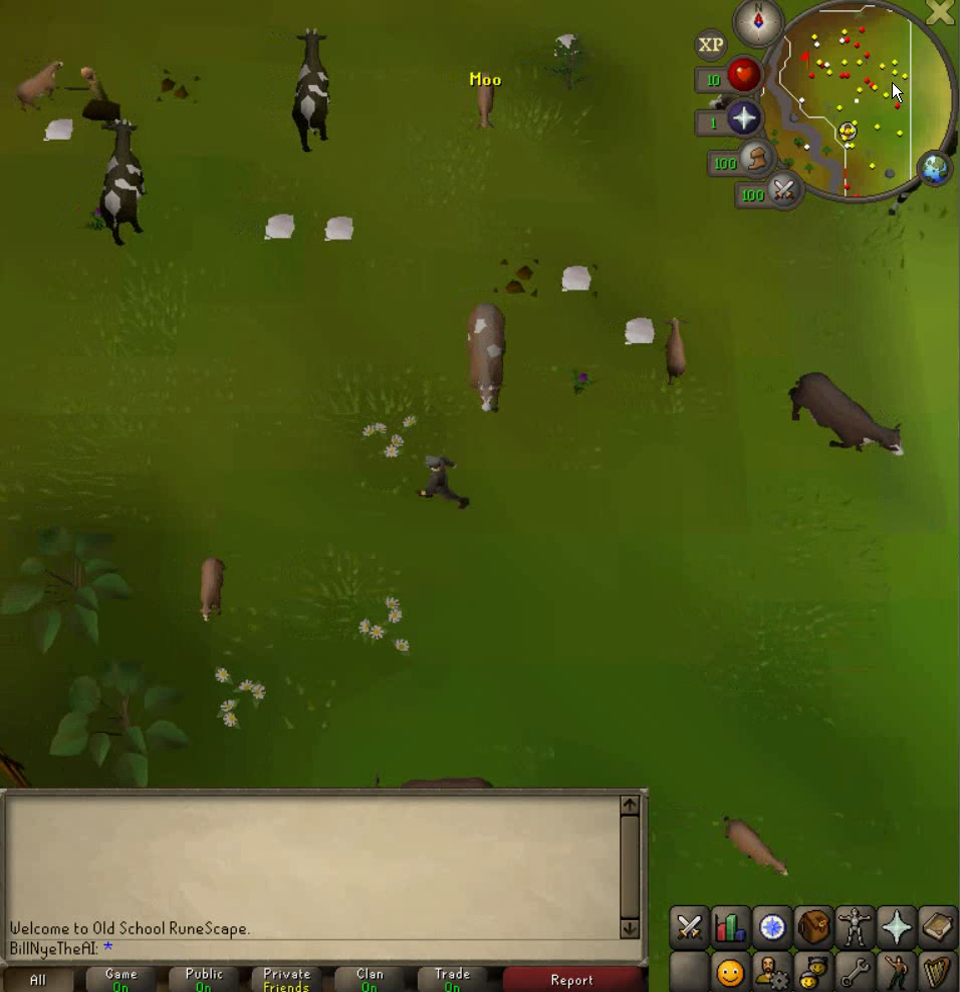 N
XP
Moo
10
1
100
100
Welcome to Old School RuneScape.
BillNyeTheAI: *
All
Game
On
Public
On
Private
Friends
Clan
On
Trade
On
Report